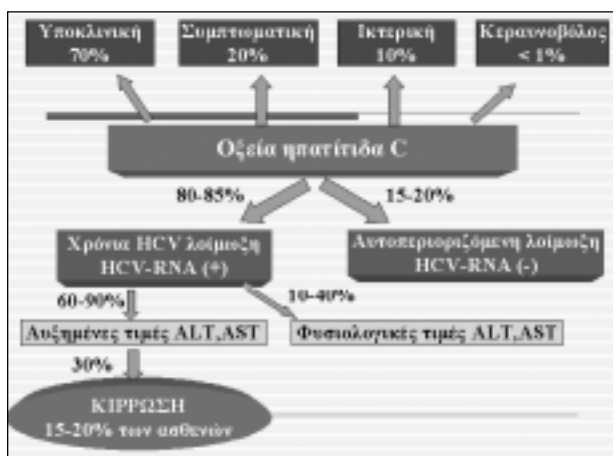 Υποκλινική
70%
Συμπτωματική
20%
Ικτερική
10%
Κεραυνοβόλος
< 1%
Οξεία ηπατίτιδα C
80-85%
15-20%
Χρόνια HCV λοίμωξη
HCV-RNA (+)
Αυτοπεριοριζόμενη λοίμωξη
HCV-RNA (-)
60-90%
10-40%
Αυξημένες τιμές ALT,AST
Φυσιολογικές τιμές ALT,AST
30%
ΚΙΡΡΩΣΗ
15-20% των ασθενών